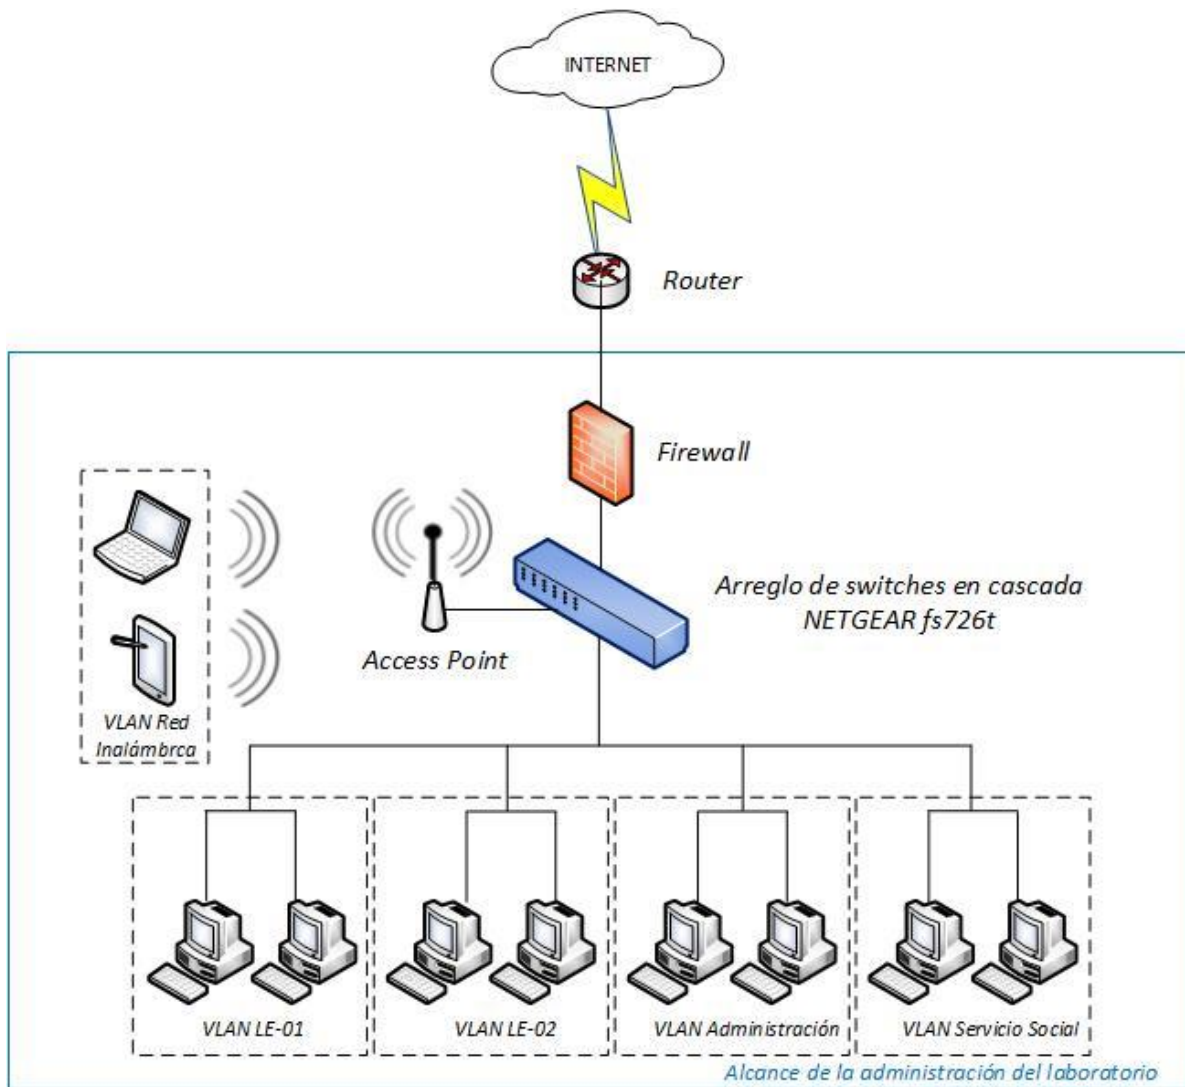 INTERNET
Router
Firewall
Arreglo de switches en cascada
NETGEAR fs726t
Access Point
VLAN Red
Inalámbrca
VLAN LE-01
VLAN LE-02
VLAN Administración
VLAN Servicio Social
Alcance de la administración del laboratorio